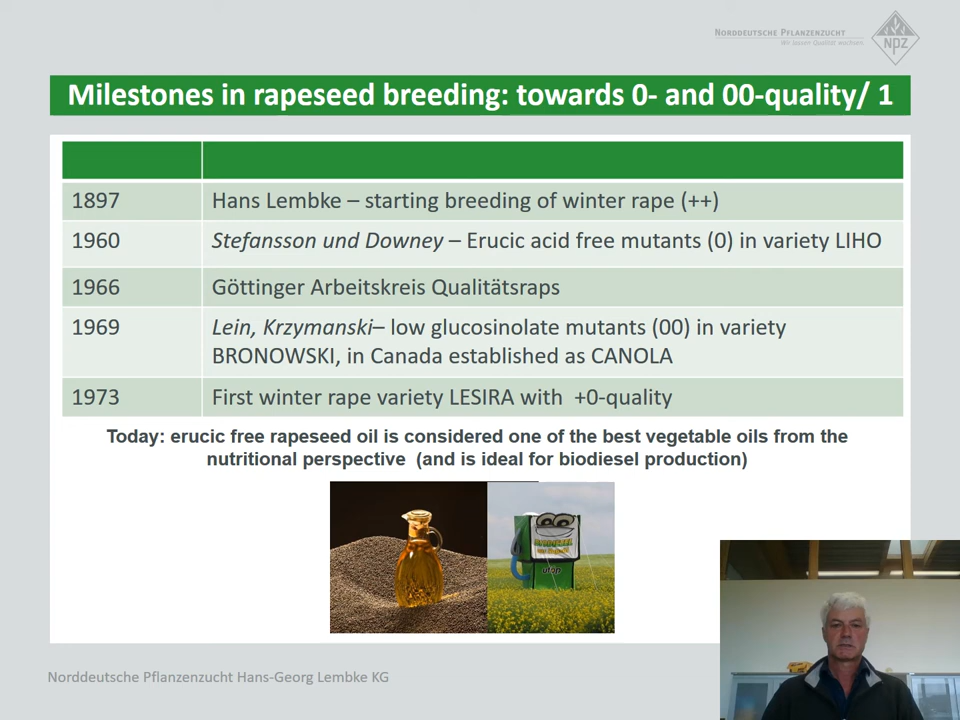 NORDDEUTSCHE PFLANZENZUCHT
Wir lassen Qualität wachsen.
NPZ
Milestones in rapeseed breeding: towards 0- and 00-quality/ 1
1897 Hans Lembke – starting breeding of winter rape (++)
1960 Stefansson und Downey – Erucic acid free mutants (0) in variety LIHO
1966 Göttinger Arbeitskreis Qualitätsraps
1969 Lein, Krzymanski– low glucosinolate mutants (00) in variety
BRONOWSKI, in Canada established as CANOLA
1973 First winter rape variety LESIRA with +0-quality
Today: erucic free rapeseed oil is considered one of the best vegetable oils from the
nutritional perspective (and is ideal for biodiesel production)
Norddeutsche Pflanzenzucht Hans-Georg Lembke KG